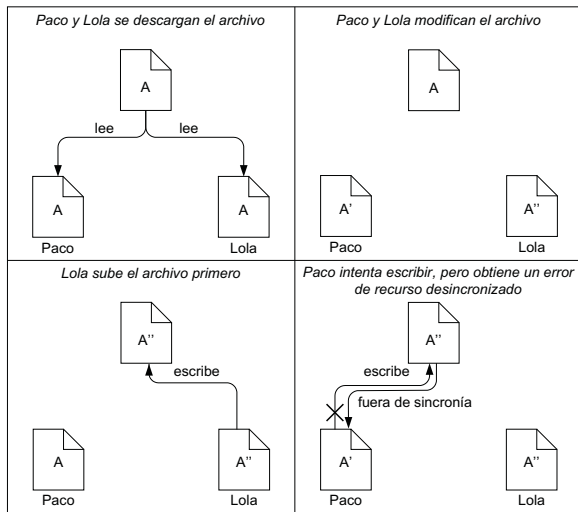 Paco y Lola se descargan el archivo
A
lee lee
A A
Paco Lola
Paco y Lola modifican el archivo
A
A' A''
Paco Lola
Lola sube el archivo primero
A''
escribe
A A''
Paco Lola
Paco intenta escribir, pero obtiene un error
de recurso desincronizado
A''
escribe
fuera de sincronía
A' A''
Paco Lola